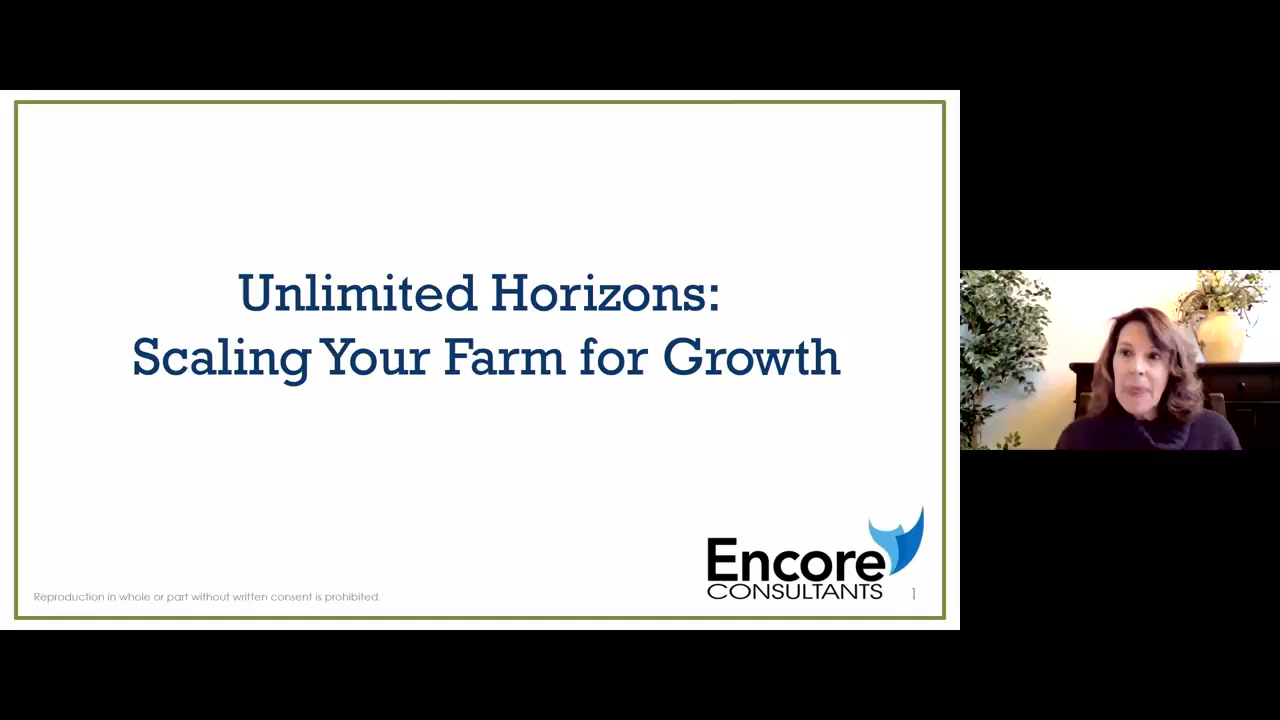 Unlimited Horizons:
Scaling Your Farm for Growth
Encore
CONSULTANTS
Reproduction in whole or part without written consent is prohibited.
1